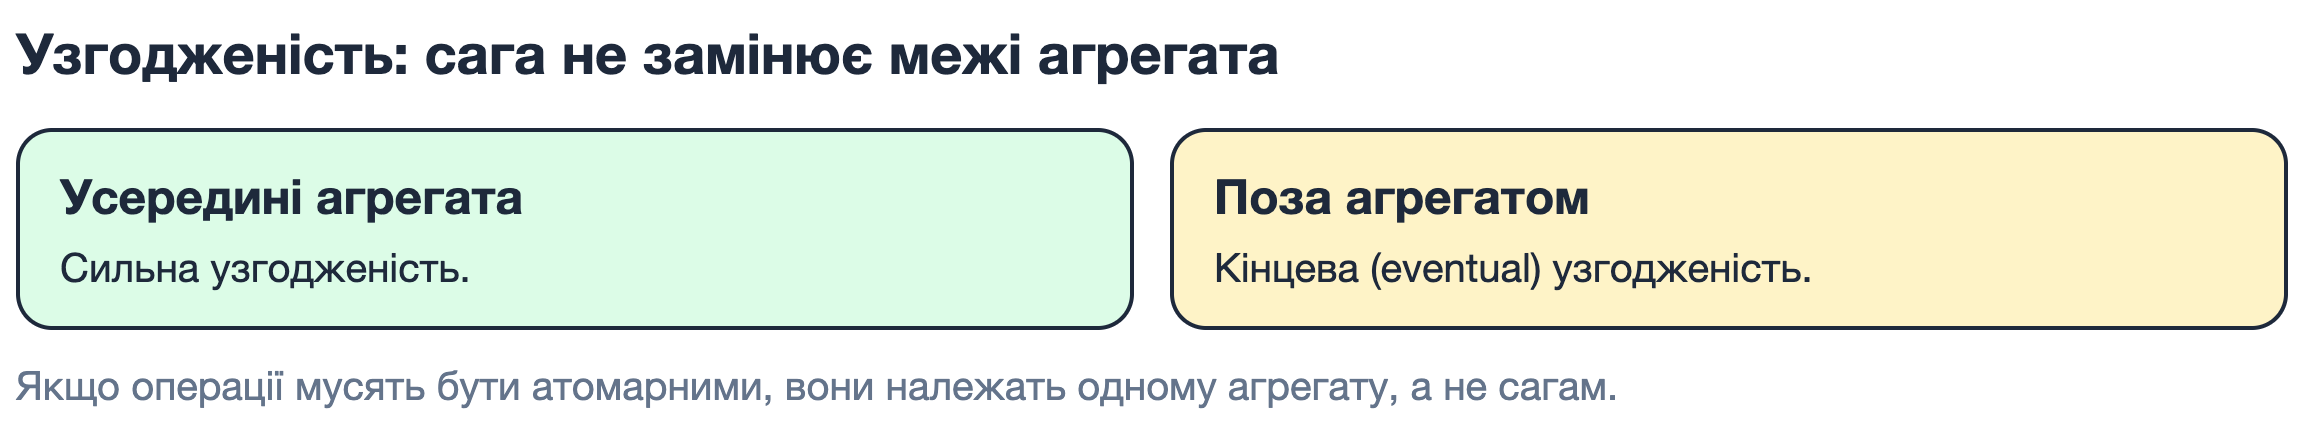 Узгодженість: сага не замінює межі агрегата
Усередині агрегата
Сильна узгодженість.
Поза агрегатом
Кінцева (eventual) узгодженість.
Якщо операції мусять бути атомарними, вони належать одному агрегату, а не сагам.